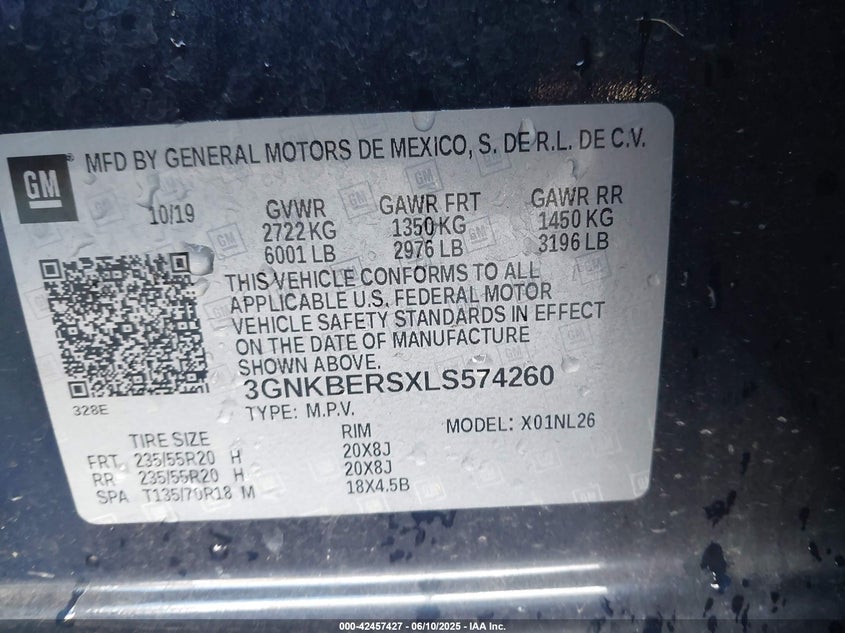 GM
MFD BY GENERAL MOTORS DE MEXICO, S. DE R.L. DE C.V.
10/19 GVWR GAWR FRT GAWR RR
2722 KG 1350 KG 1450 KG
6001 LB 2976 LB 3196 LB
THIS VEHICLE CONFORMS TO ALL
APPLICABLE U.S. FEDERAL MOTOR
VEHICLE SAFETY STANDARDS IN EFFECT
ON THE DATE OF MANUFACTURE
SHOWN ABOVE.
3GNKBERSXLS574260
328E
TYPE: M.P.V. MODEL: X01NL26
TIRE SIZE RIM
FRT 235/55R20 H 20X8J
RR 235/55R20 H 20X8J
SPA T135/70R18 M 18X4.5B
000-42457427 - 06/10/2025 - IAA Inc.